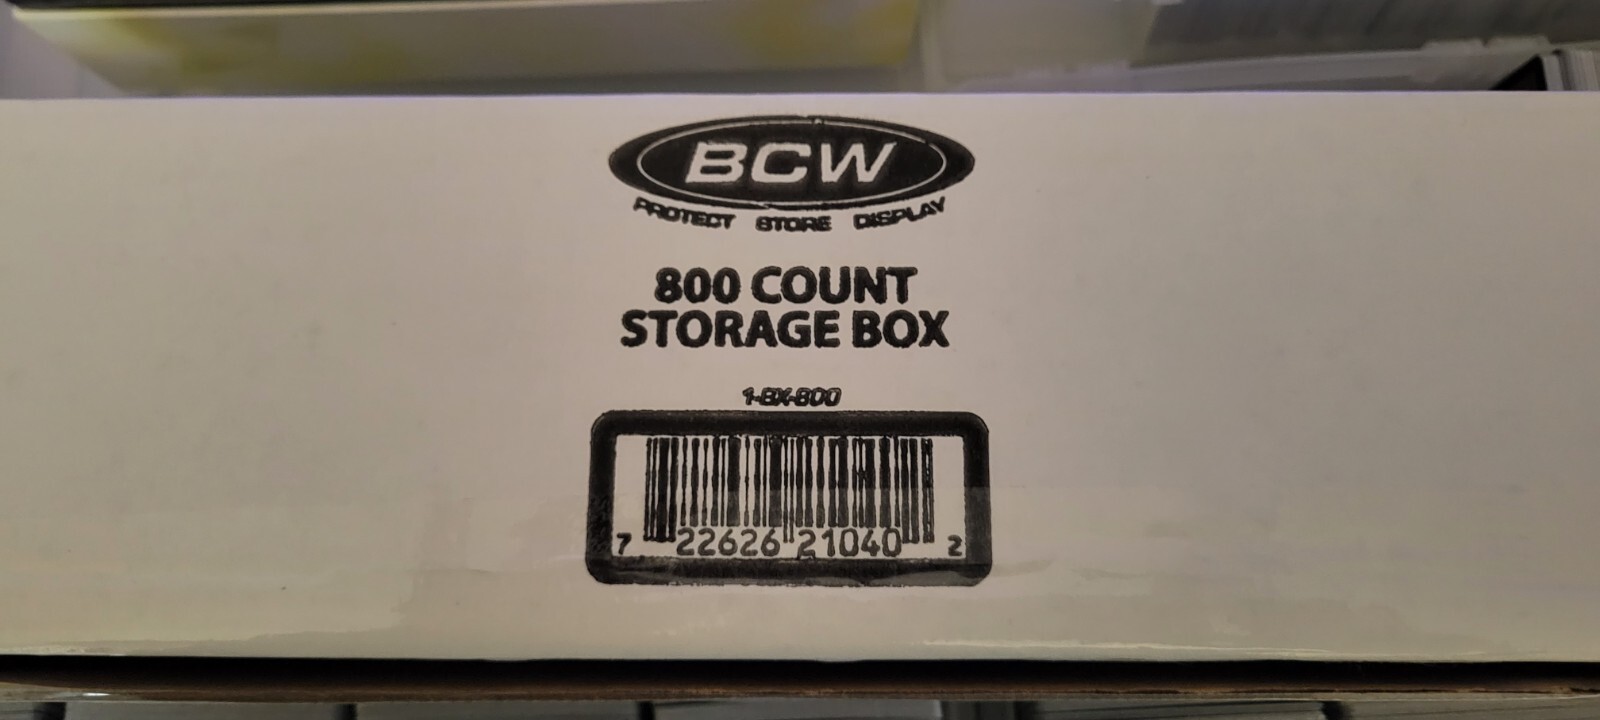 BCW
PROTECT STORE DISPLAY
800 COUNT
STORAGE BOX
1-BX-800
7 22626 21040 2